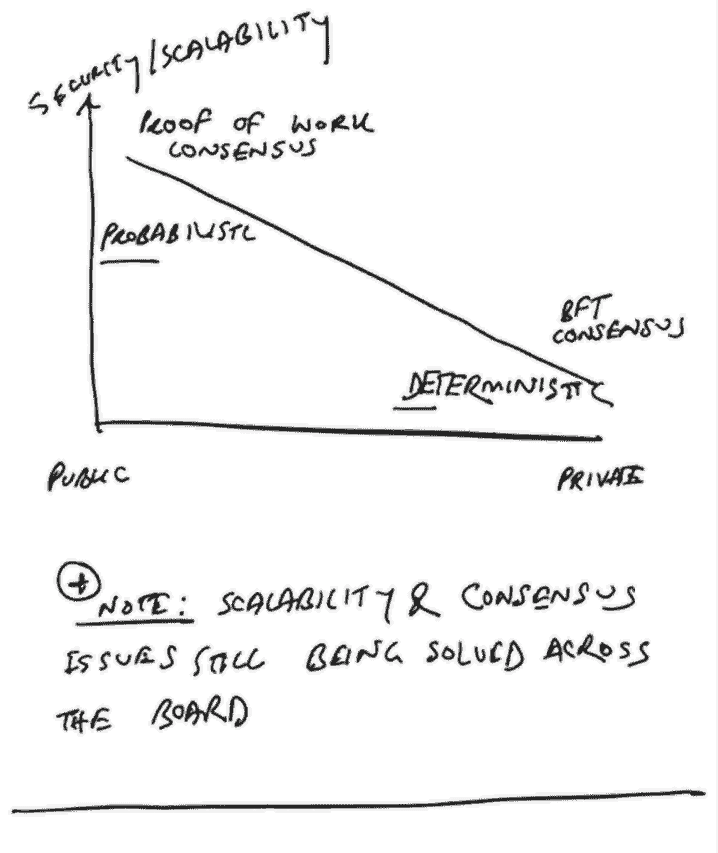 SECURITY/SCALABILITY
PROOF OF WORK
CONSENSUS
PROBABILISTC
BFT
CONSENSUS
DETERMINISTIC
PUBLIC
PRIVATE
+
NOTE: SCALABILITY & CONSENSUS
ISSUES STILL BEING SOLVED ACROSS
THE BOARD